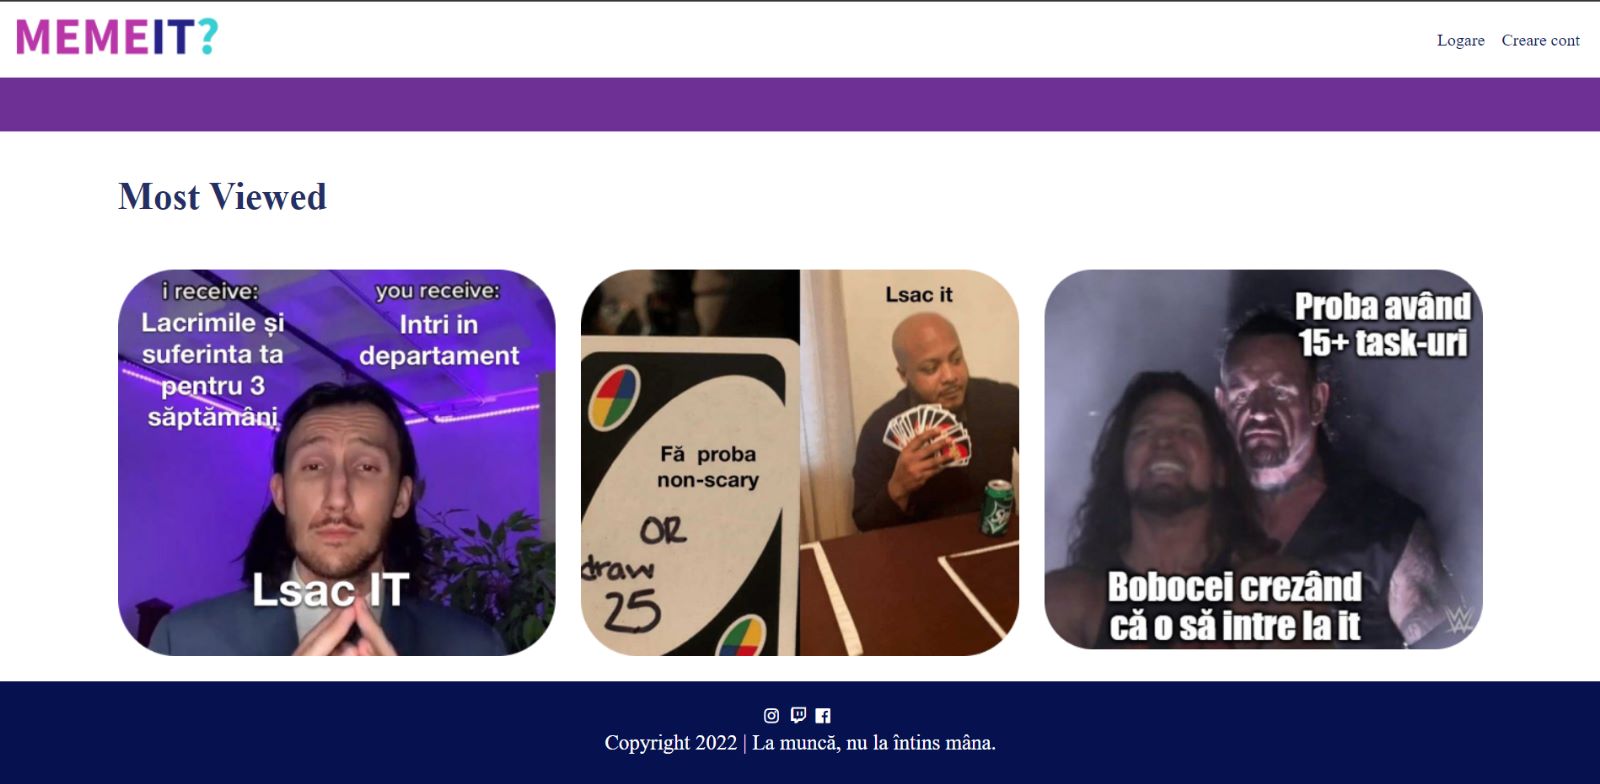 MEMEIT?
Logare Creare cont
Most Viewed
i receive:
Lacrimile și
suferinta ta
pentru 3
săptămâni
you receive:
Intri in
departament
Lsac IT
Fă proba
non-scary
OR
draw
25
Lsac it
Proba având
15+ task-uri
Bobocei crezând
că o să intre la it
W
Copyright 2022 | La muncă, nu la întins mâna.